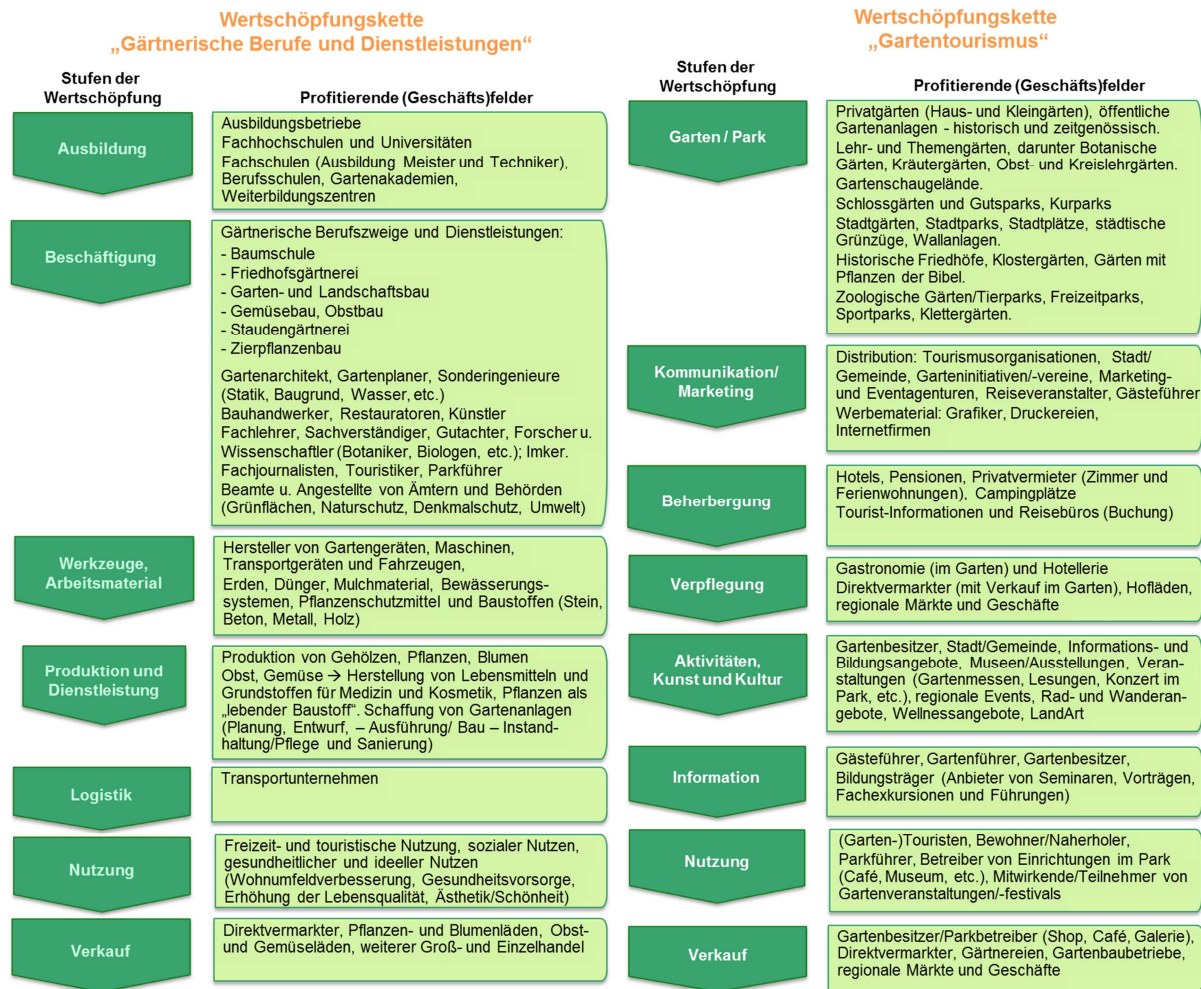 Wertschöpfungskette
„Gärtnerische Berufe und Dienstleistungen“
Stufen der
Wertschöpfung
Profitierende (Geschäfts)felder
Ausbildung
Ausbildungsbetriebe
Fachhochschulen und Universitäten
Fachschulen (Ausbildung Meister und Techniker),
Berufsschulen, Gartenakademien,
Weiterbildungszentren
Beschäftigung
Gärtnerische Berufszweige und Dienstleistungen:
- Baumschule
- Friedhofsgärtnerei
- Garten- und Landschaftsbau
- Gemüsebau, Obstbau
- Staudengärtnerei
- Zierpflanzenbau
Gartenarchitekt, Gartenplaner, Sonderingenieure
(Statik, Baugrund, Wasser, etc.)
Bauhandwerker, Restauratoren, Künstler
Fachlehrer, Sachverständiger, Gutachter, Forscher u.
Wissenschaftler (Botaniker, Biologen, etc.); Imker.
Fachjournalisten, Touristiker, Parkführer
Beamte u. Angestellte von Ämtern und Behörden
(Grünflächen, Naturschutz, Denkmalschutz, Umwelt)
Werkzeuge,
Arbeitsmaterial
Hersteller von Gartengeräten, Maschinen,
Transportgeräten und Fahrzeugen,
Erden, Dünger, Mulchmaterial, Bewässerungs-
systemen, Pflanzenschutzmittel und Baustoffen (Stein,
Beton, Metall, Holz)
Produktion und
Dienstleistung
Produktion von Gehölzen, Pflanzen, Blumen
Obst, Gemüse → Herstellung von Lebensmitteln und
Grundstoffen für Medizin und Kosmetik, Pflanzen als
„lebender Baustoff“. Schaffung von Gartenanlagen
(Planung, Entwurf, – Ausführung/ Bau – Instand-
haltung/Pflege und Sanierung)
Logistik
Transportunternehmen
Nutzung
Freizeit- und touristische Nutzung, sozialer Nutzen,
gesundheitlicher und ideeller Nutzen
(Wohnumfeldverbesserung, Gesundheitsvorsorge,
Erhöhung der Lebensqualität, Ästhetik/Schönheit)
Verkauf
Direktvermarkter, Pflanzen- und Blumenläden, Obst-
und Gemüseläden, weiterer Groß- und Einzelhandel
Wertschöpfungskette
„Gartentourismus“
Stufen der
Wertschöpfung
Profitierende (Geschäfts)felder
Garten / Park
Privatgärten (Haus- und Kleingärten), öffentliche
Gartenanlagen - historisch und zeitgenössisch.
Lehr- und Themengärten, darunter Botanische
Gärten, Kräutergärten, Obst- und Kreislehrgärten.
Gartenschaugelände.
Schlossgärten und Gutsparks, Kurparks
Stadtgärten, Stadtparks, Stadtplätze, städtische
Grünzüge, Wallanlagen.
Historische Friedhöfe, Klostergärten, Gärten mit
Pflanzen der Bibel.
Zoologische Gärten/Tierparks, Freizeitparks,
Sportparks, Klettergärten.
Kommunikation/
Marketing
Distribution: Tourismusorganisationen, Stadt/
Gemeinde, Garteninitiativen/-vereine, Marketing-
und Eventagenturen, Reiseveranstalter, Gästeführer
Werbematerial: Grafiker, Druckereien,
Internetfirmen
Beherbergung
Hotels, Pensionen, Privatvermieter (Zimmer und
Ferienwohnungen), Campingplätze
Tourist-Informationen und Reisebüros (Buchung)
Verpflegung
Gastronomie (im Garten) und Hotellerie
Direktvermarkter (mit Verkauf im Garten), Hofläden,
regionale Märkte und Geschäfte
Aktivitäten,
Kunst und Kultur
Gartenbesitzer, Stadt/Gemeinde, Informations- und
Bildungsangebote, Museen/Ausstellungen, Veran-
staltungen (Gartenmessen, Lesungen, Konzert im
Park, etc.), regionale Events, Rad- und Wanderan-
gebote, Wellnessangebote, LandArt
Information
Gästeführer, Gartenführer, Gartenbesitzer,
Bildungsträger (Anbieter von Seminaren, Vorträgen,
Fachexkursionen und Führungen)
Nutzung
(Garten-)Touristen, Bewohner/Naherholer,
Parkführer, Betreiber von Einrichtungen im Park
(Café, Museum, etc.), Mitwirkende/Teilnehmer von
Gartenveranstaltungen/-festivals
Verkauf
Gartenbesitzer/Parkbetreiber (Shop, Café, Galerie),
Direktvermarkter, Gärtnereien, Gartenbaubetriebe,
regionale Märkte und Geschäfte